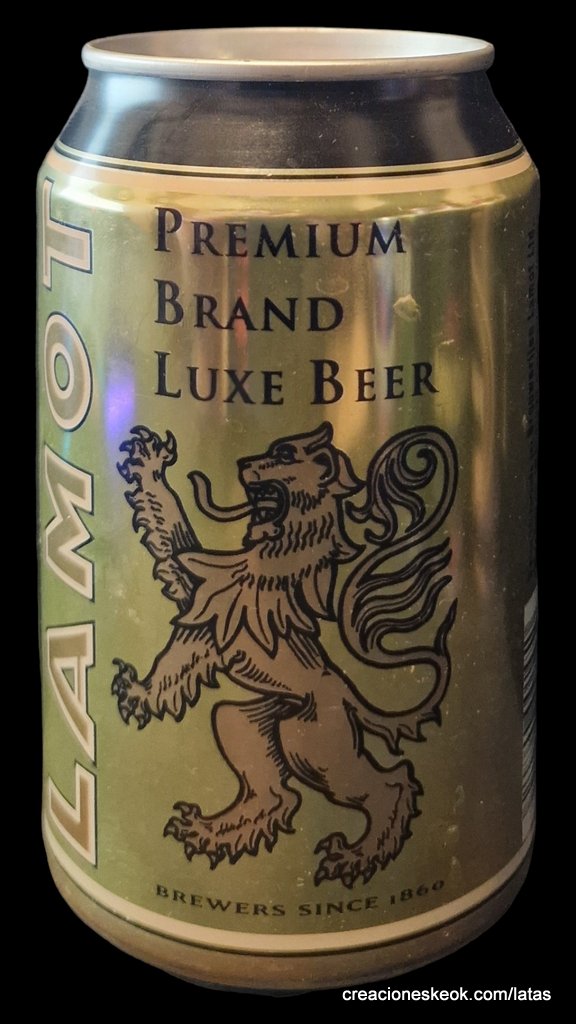 LAMOT
PREMIUM
BRAND
LUXE BEER
BREWERS SINCE 1860
creacioneskeok.com/latas